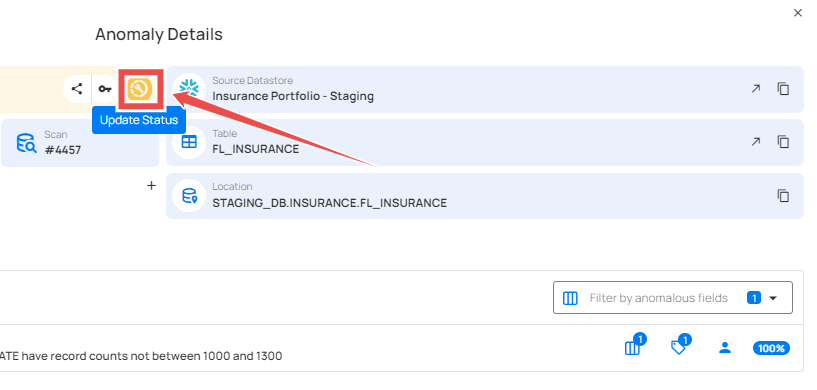 Anomaly Details
Source Datastore
Insurance Portfolio - Staging
Update Status
Scan
#4457
Table
FL_INSURANCE
Location
STAGING_DB.INSURANCE.FL_INSURANCE
Filter by anomalous fields 1
ATE have record counts not between 1000 and 1300
1 1 100%